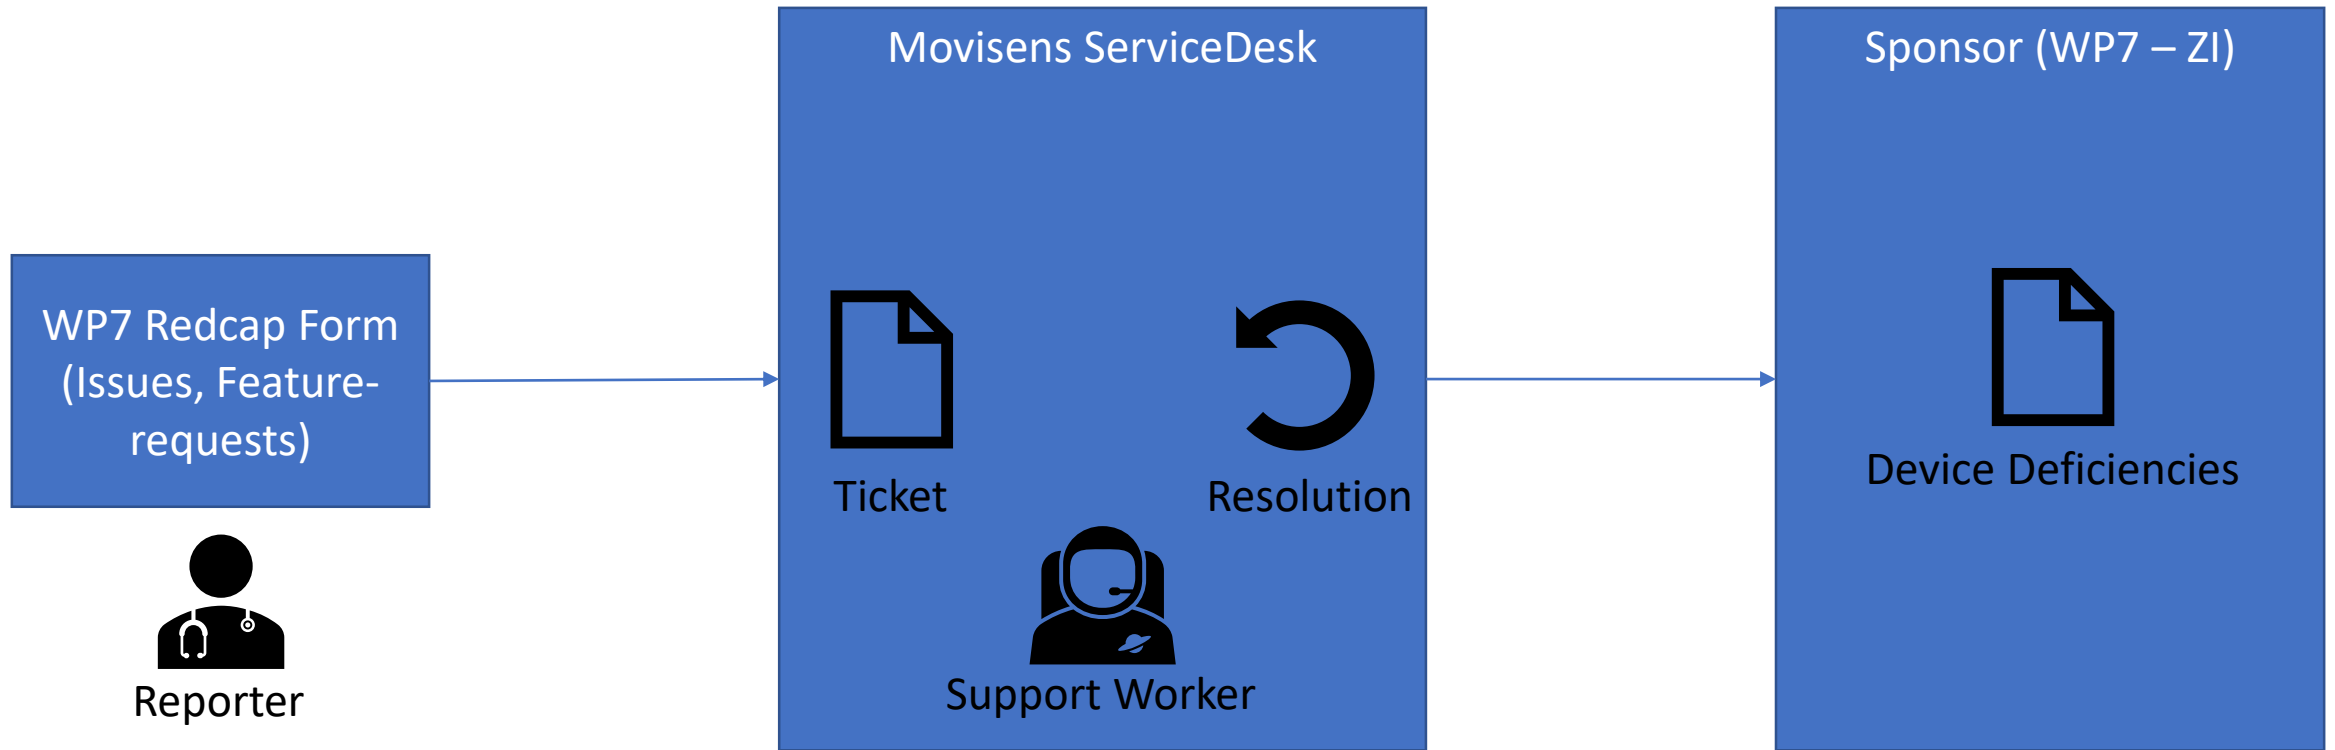 WP7 Redcap Form
(Issues, Feature-
requests)
Reporter
Movisens ServiceDesk
Ticket
Resolution
Support Worker
Sponsor (WP7 – ZI)
Device Deficiencies